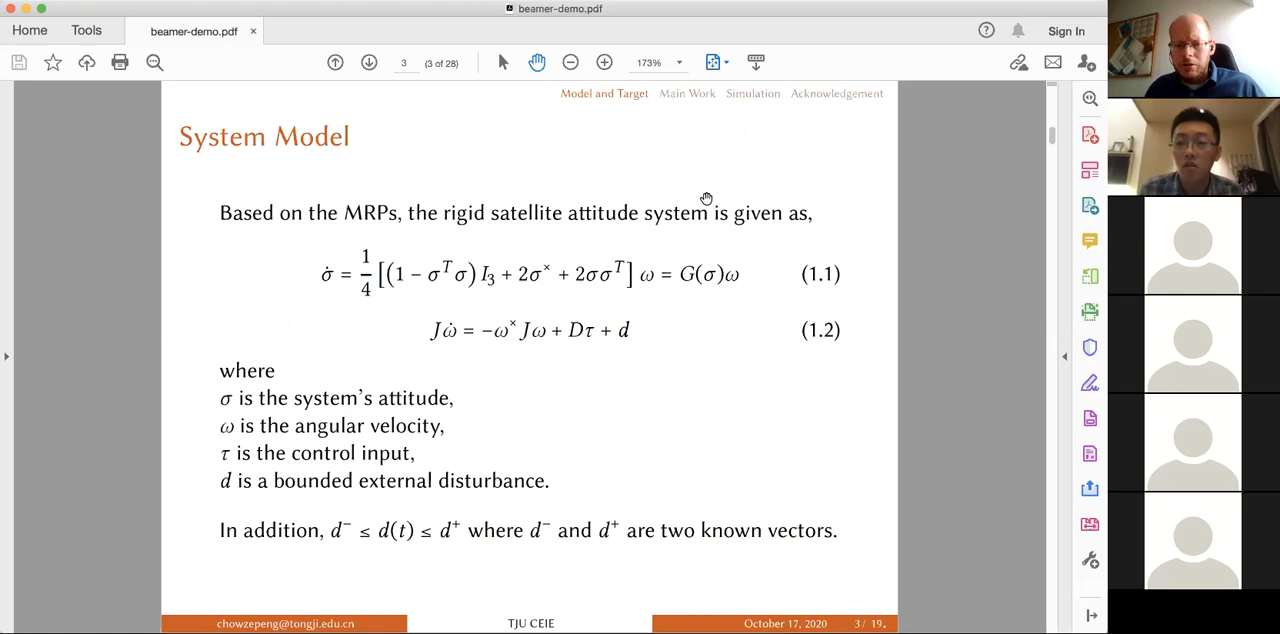 beamer-demo.pdf
Home Tools beamer-demo.pdf × Sign In
3 (3 of 28) 173%
Model and Target Main Work Simulation Acknowledgement
System Model
Based on the MRPs, the rigid satellite attitude system is given as,
σ̇ = 1/4 [(1 − σᵀσ) I₃ + 2σ× + 2σσᵀ] ω = G(σ)ω (1.1)
Jω̇ = −ω×Jω + Dτ + d (1.2)
where
σ is the system's attitude,
ω is the angular velocity,
τ is the control input,
d is a bounded external disturbance.
In addition, d⁻ ≤ d(t) ≤ d⁺ where d⁻ and d⁺ are two known vectors.
chowzepeng@tongji.edu.cn TJU CEIE October 17, 2020 3 / 19.